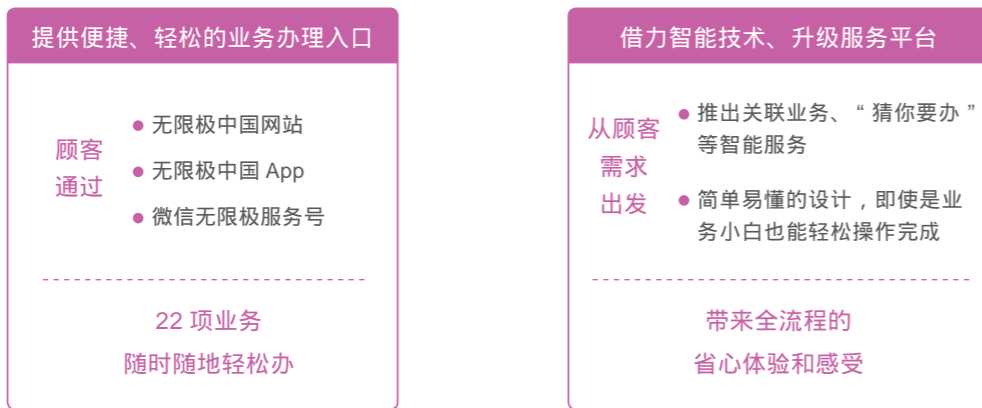 提供便捷、轻松的业务办理入口
顾客
通过
● 无限极中国网站
● 无限极中国 App
● 微信无限极服务号
22 项业务
随时随地轻松办
借力智能技术、升级服务平台
从顾客
需求
出发
● 推出关联业务、“猜你要办”
等智能服务
● 简单易懂的设计，即使是业
务小白也能轻松操作完成
带来全流程的
省心体验和感受